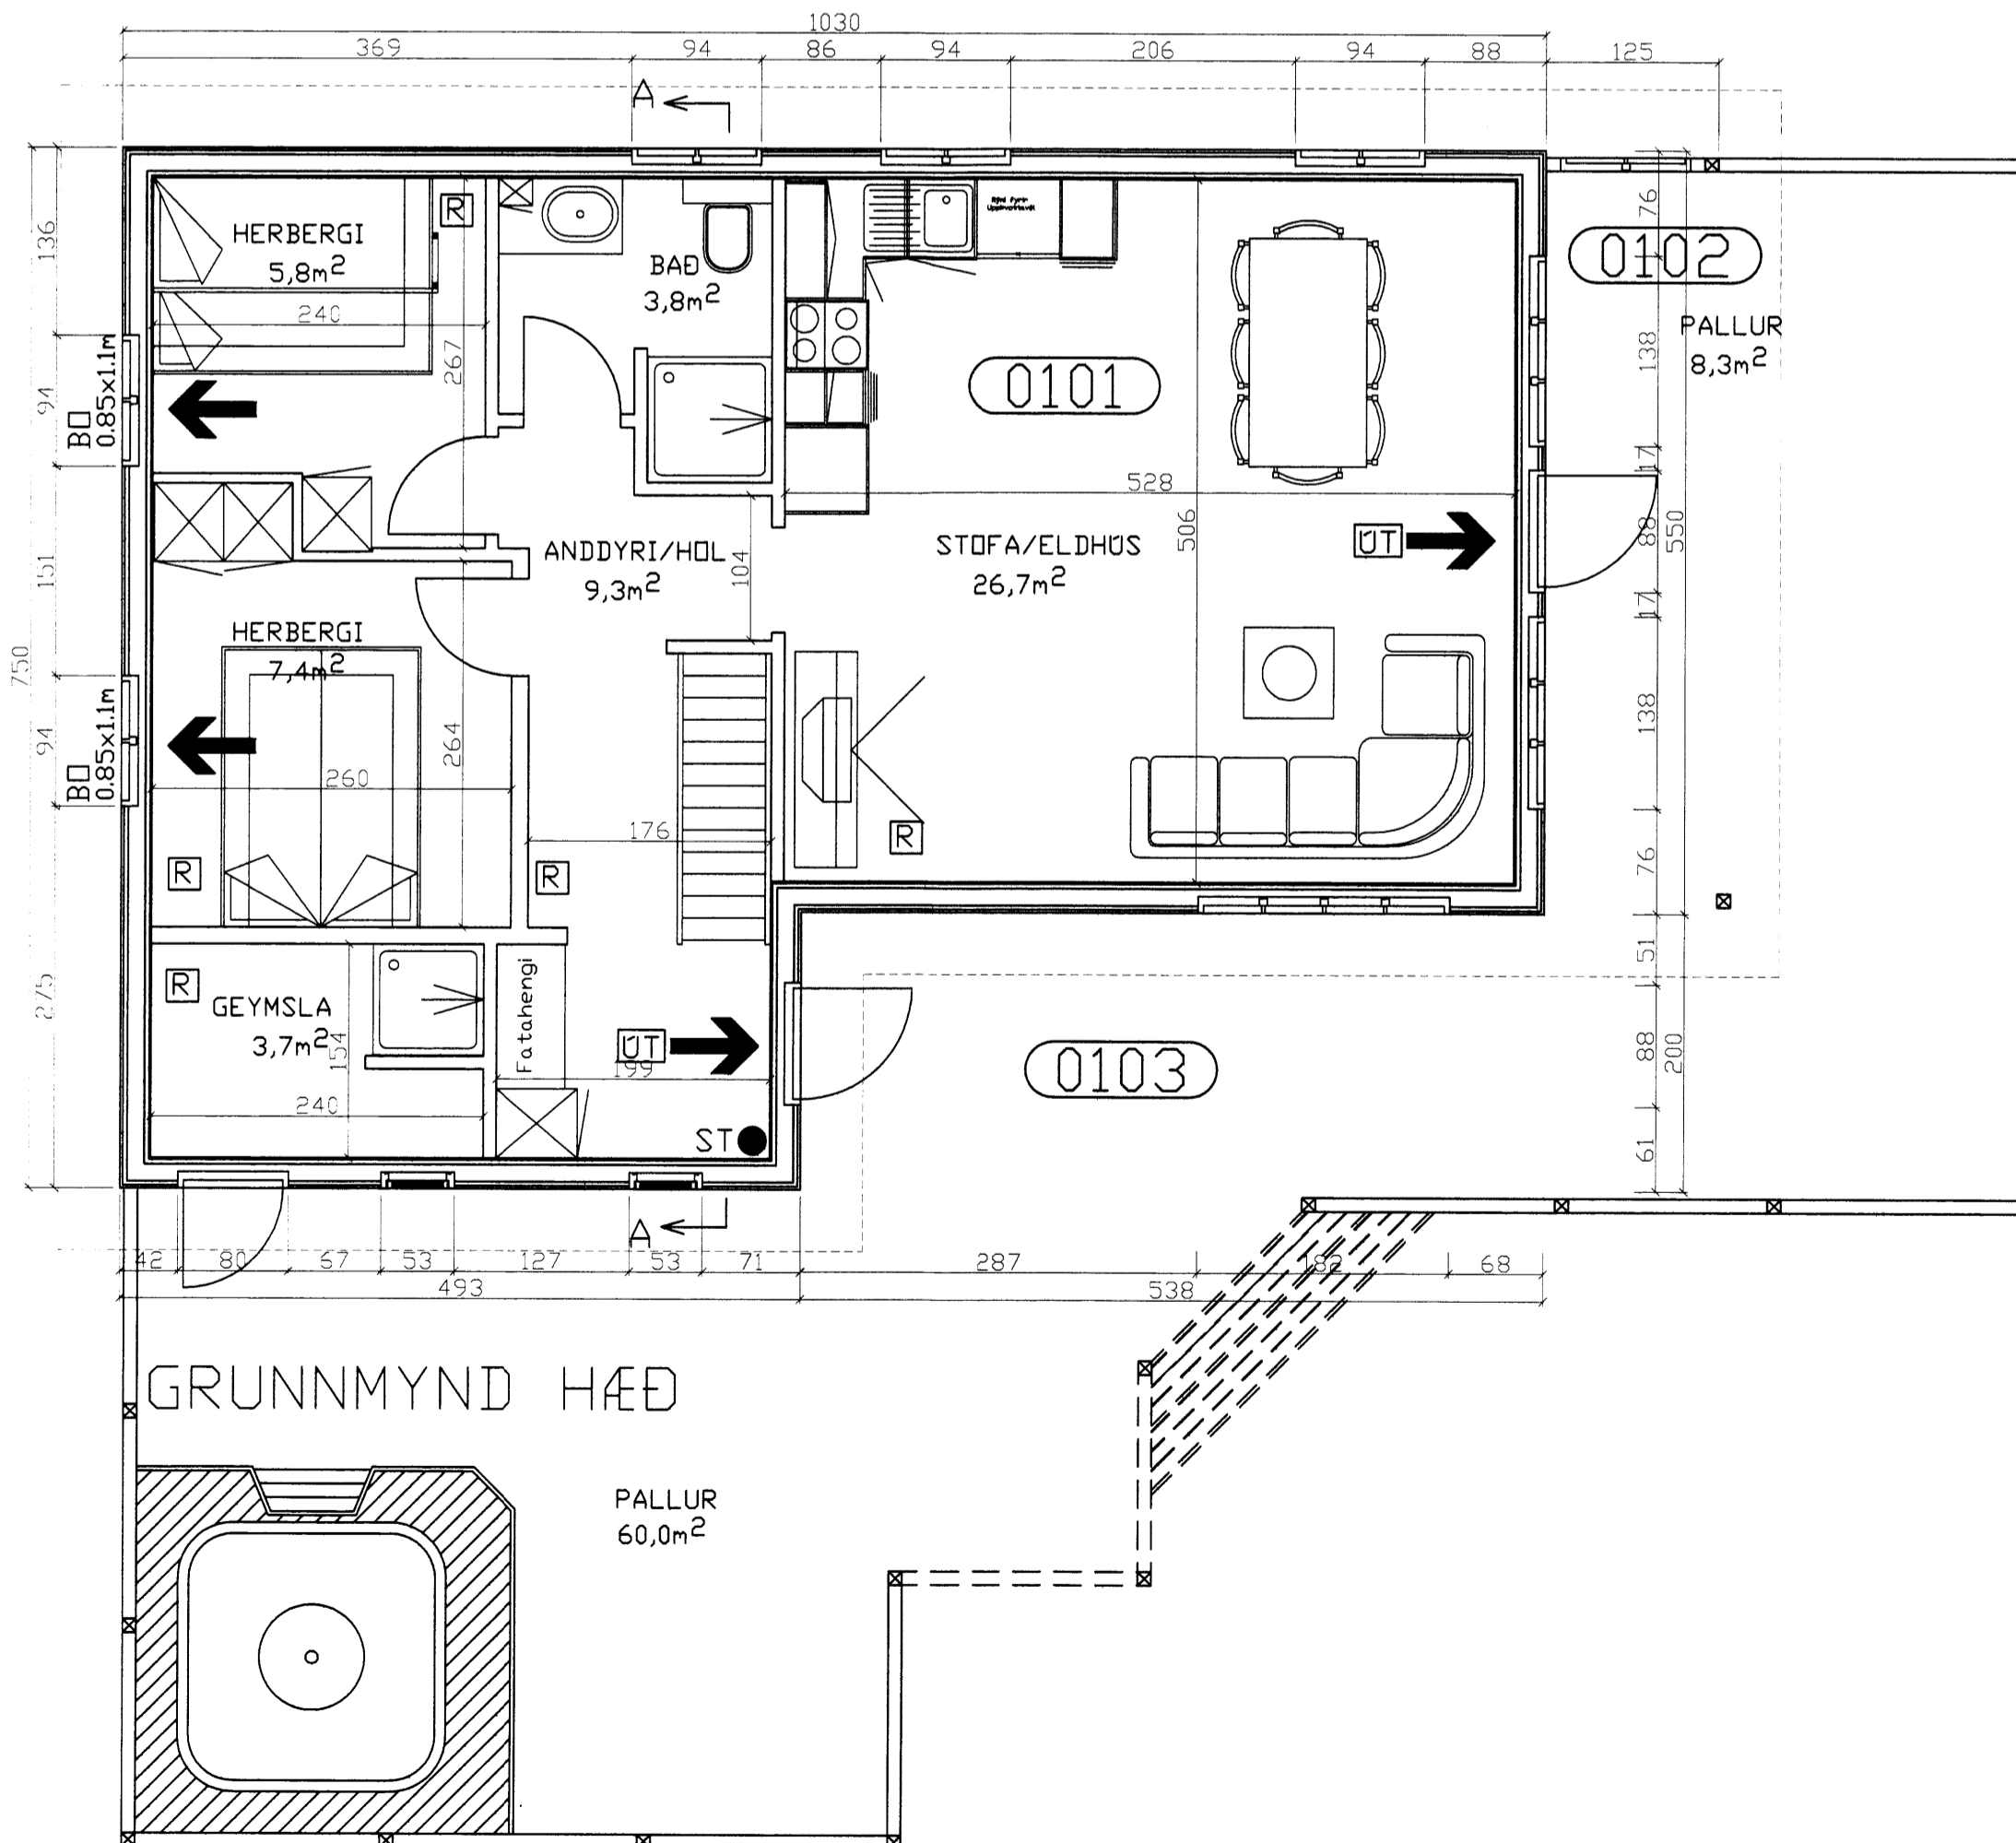 1030
369 94 86 94 206 94 88 125
A
HERBERGI
5,8m²
R
240
267
BAÐ
3,8m²
0101
0102
PALLUR
8,3m²
136
94
151
94
275
750
BO
0.85x1.1m
BO
0.85x1.1m
ANDDYRI/HOL
9,3m²
104
STOFA/ELDHÚS
26,7m²
528
506
ÚT
76
138
17
88
17
138
76
550
51
88
61
200
HERBERGI
7,4m²
264
260
176
R
R
R
R
GEYMSLA
3,7m²
154
240
Fatahengi
ÚT
199
ST
0103
A
42 80 67 53 127 53 71 287 182 68
493 538
GRUNNMYND HÆÐ
PALLUR
60,0m²